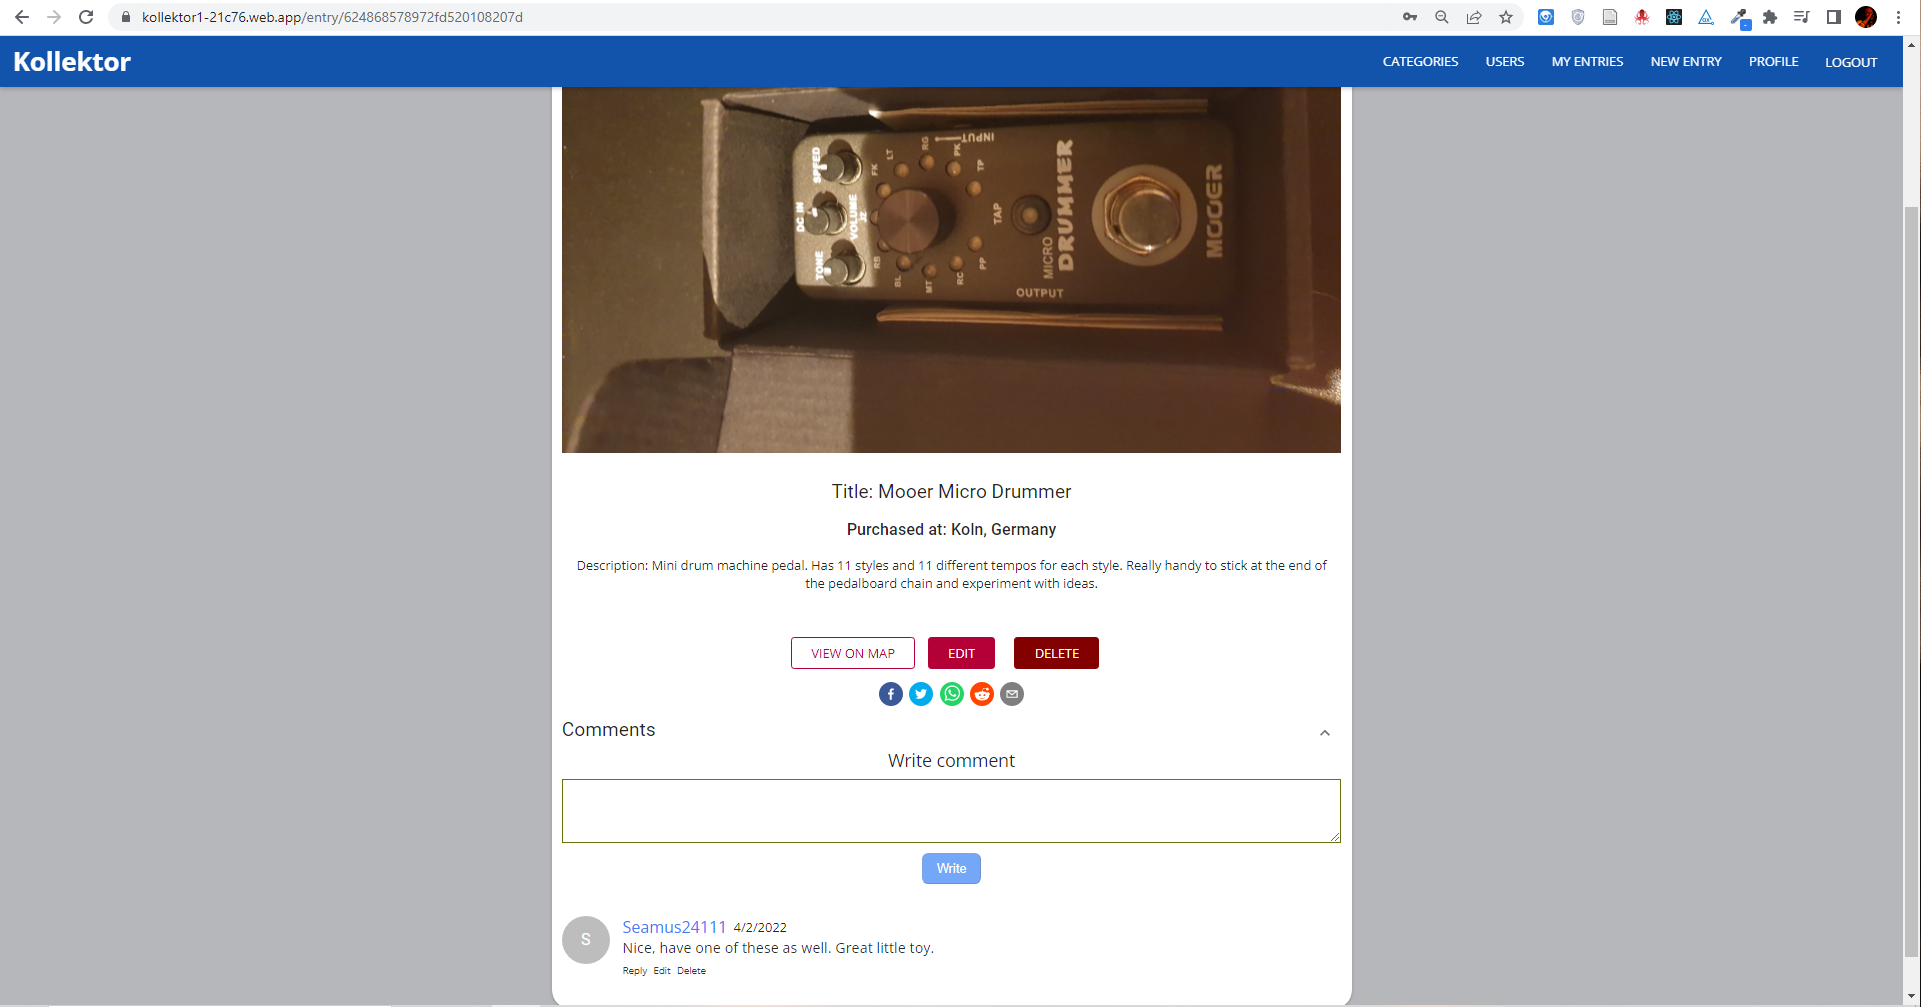 kollektor1-21c76.web.app/entry/624868578972fd520108207d
Kollektor
CATEGORIES
USERS
MY ENTRIES
NEW ENTRY
PROFILE
LOGOUT
SPEED
DC IN
VOLUME
TONE
FK
LT
RG
PK
TP
JZ
RB
BL
MT
RC
PP
INPUT
TAP
MICRO
DRUMMER
OUTPUT
MOOER
Title: Mooer Micro Drummer
Purchased at: Koln, Germany
Description: Mini drum machine pedal. Has 11 styles and 11 different tempos for each style. Really handy to stick at the end of
the pedalboard chain and experiment with ideas.
VIEW ON MAP
EDIT
DELETE
Comments
Write comment
Write
S
Seamus24111 4/2/2022
Nice, have one of these as well. Great little toy.
Reply Edit Delete